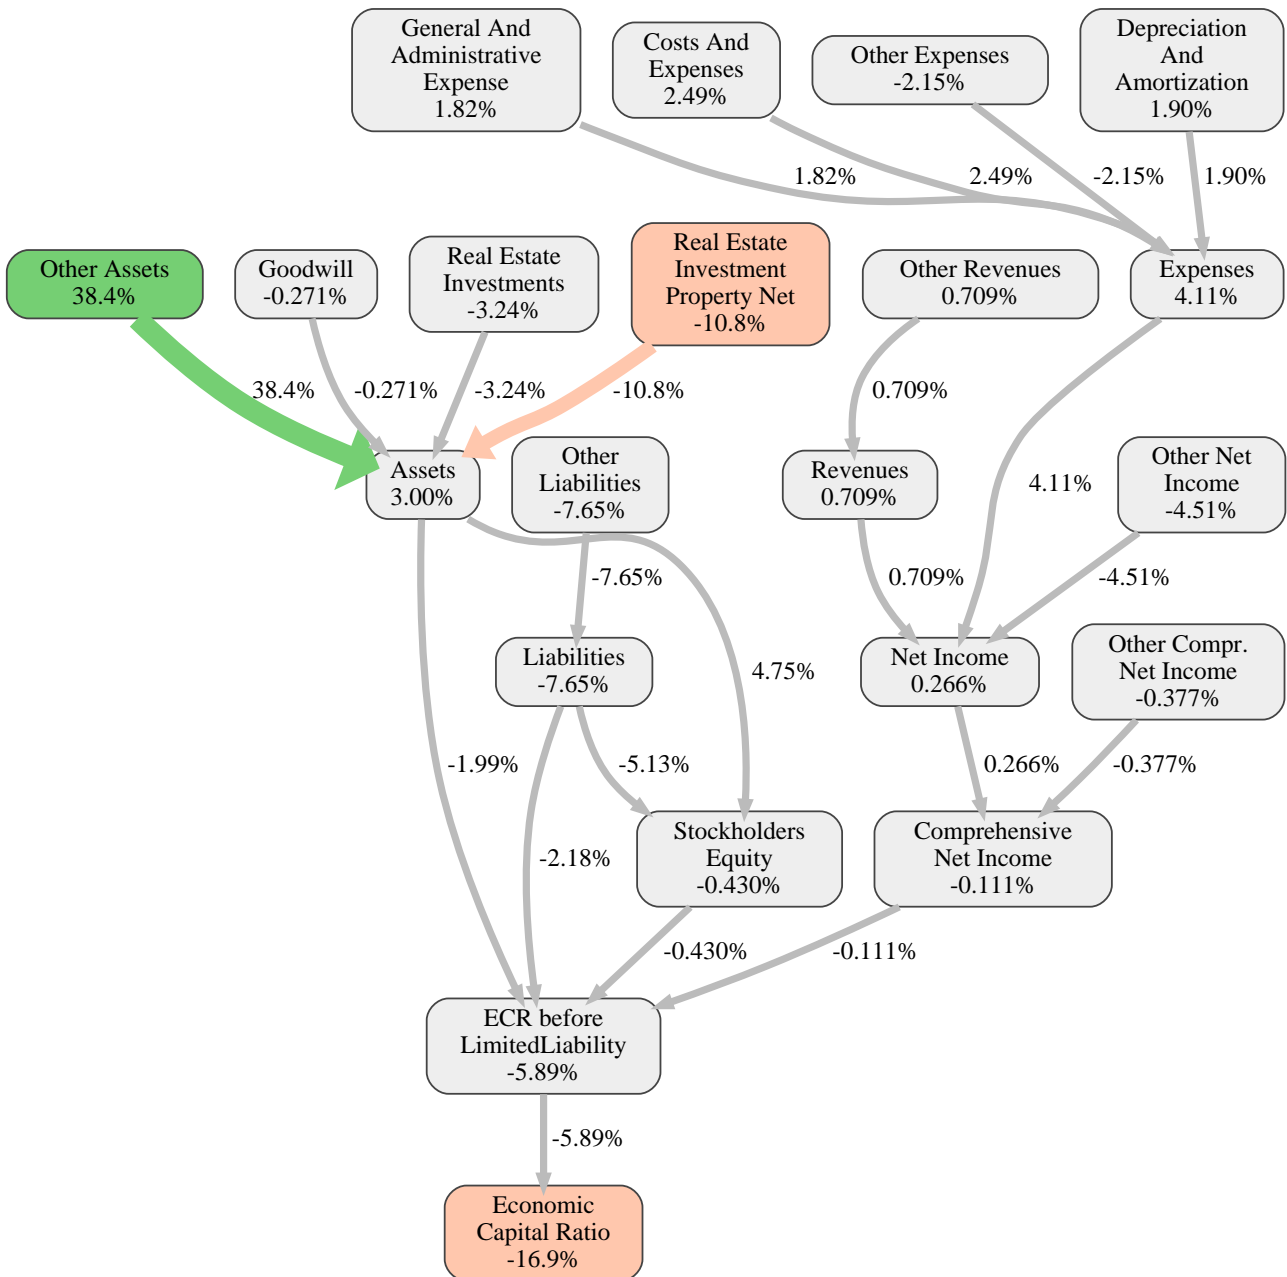 General And
Administrative
Expense
1.82%
Costs And
Expenses
2.49%
Other Expenses
-2.15%
Depreciation
And
Amortization
1.90%
1.82%
2.49%
-2.15%
1.90%
Other Assets
38.4%
Goodwill
-0.271%
Real Estate
Investments
-3.24%
Real Estate
Investment
Property Net
-10.8%
Other Revenues
0.709%
Expenses
4.11%
38.4%
-0.271%
-3.24%
-10.8%
0.709%
4.11%
Assets
3.00%
Other
Liabilities
-7.65%
Revenues
0.709%
Other Net
Income
-4.51%
-7.65%
0.709%
-4.51%
Liabilities
-7.65%
4.75%
Net Income
0.266%
Other Compr.
Net Income
-0.377%
-1.99%
-5.13%
0.266%
-0.377%
-2.18%
Stockholders
Equity
-0.430%
Comprehensive
Net Income
-0.111%
-0.430%
-0.111%
ECR before
LimitedLiability
-5.89%
-5.89%
Economic
Capital Ratio
-16.9%